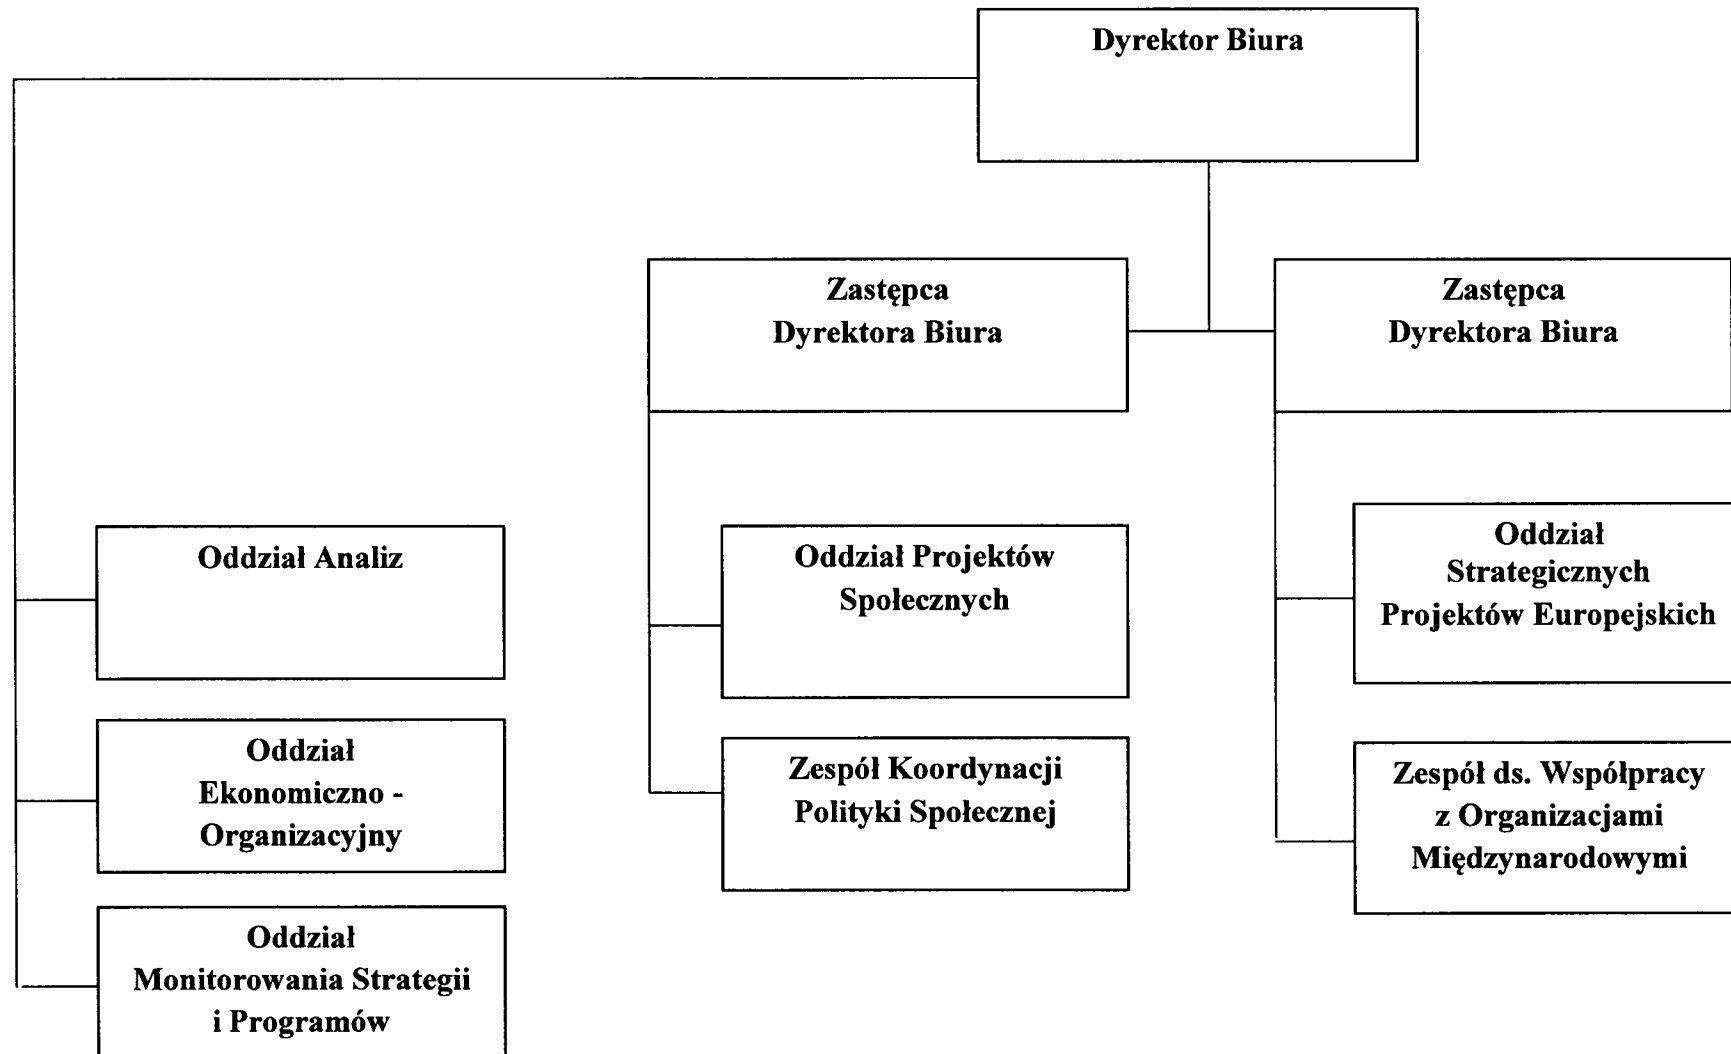 Dyrektor Biura
Zastępca
Dyrektora Biura
Zastępca
Dyrektora Biura
Oddział Analiz
Oddział
Ekonomiczno -
Organizacyjny
Oddział
Monitorowania Strategii
i Programów
Oddział Projektów
Społecznych
Zespół Koordynacji
Polityki Społecznej
Oddział
Strategicznych
Projektów Europejskich
Zespół ds. Współpracy
z Organizacjami
Międzynarodowymi